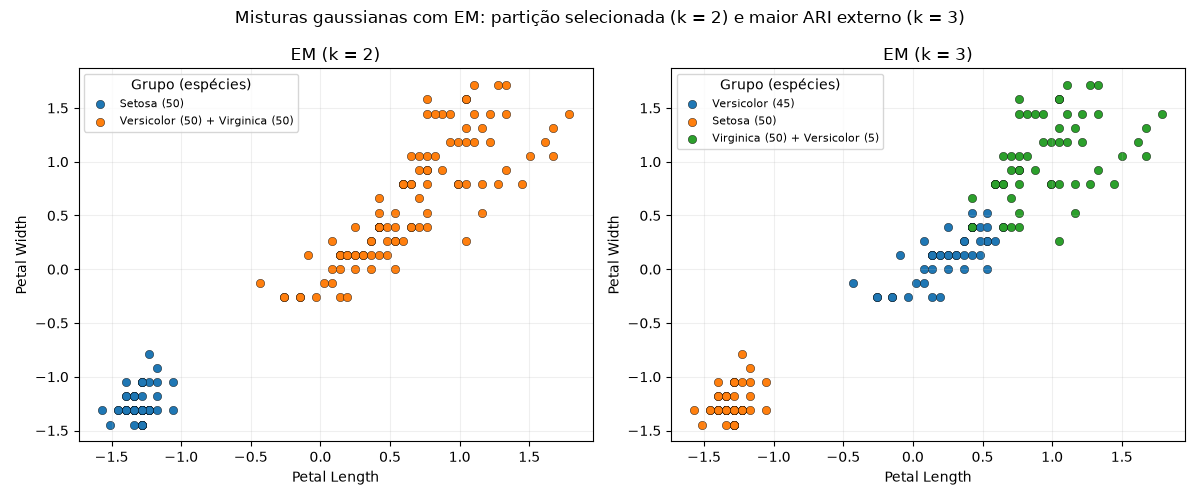 Misturas gaussianas com EM: partição selecionada (k = 2) e maior ARI externo (k = 3)
EM (k = 2)
Grupo (espécies)
Setosa (50)
Versicolor (50) + Virginica (50)
1.5
1.0
0.5
0.0
−0.5
−1.0
−1.5
Petal Width
−1.5 −1.0 −0.5 0.0 0.5 1.0 1.5
Petal Length
EM (k = 3)
Grupo (espécies)
Versicolor (45)
Setosa (50)
Virginica (50) + Versicolor (5)
1.5
1.0
0.5
0.0
−0.5
−1.0
−1.5
Petal Width
−1.5 −1.0 −0.5 0.0 0.5 1.0 1.5
Petal Length